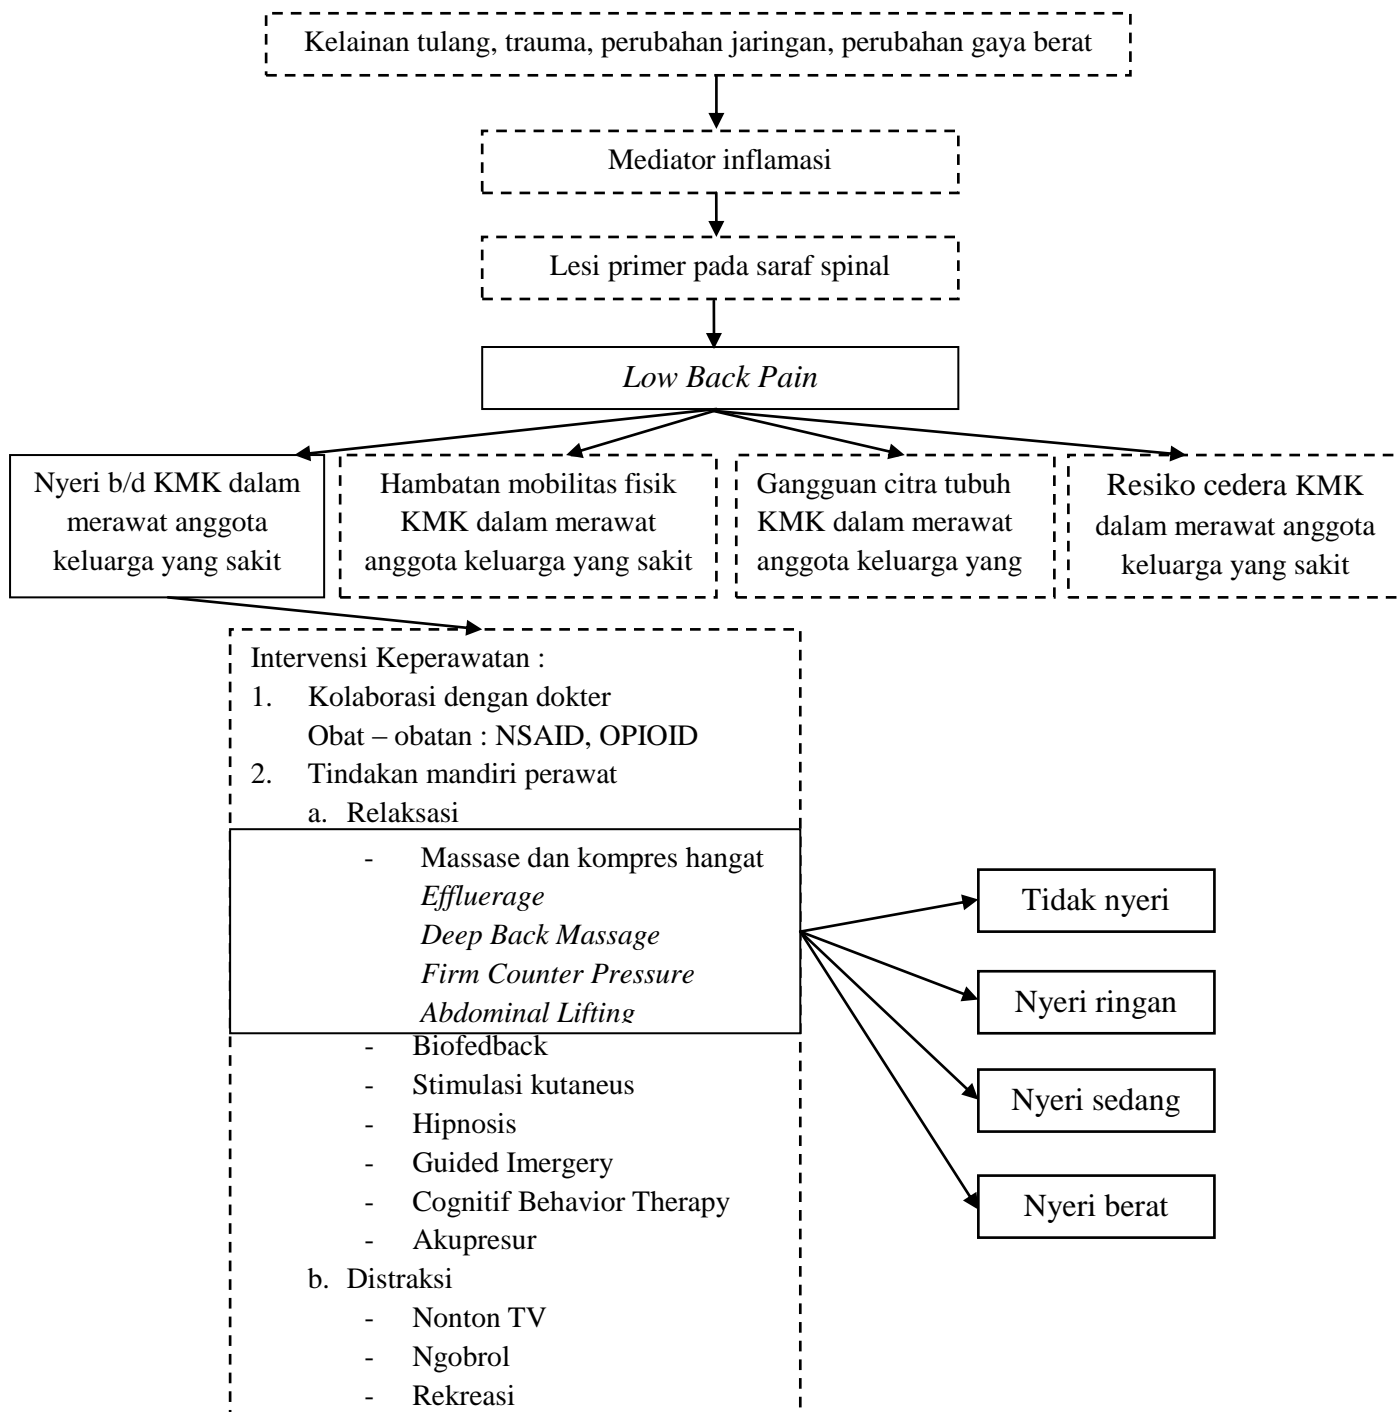 Kelainan tulang, trauma, perubahan jaringan, perubahan gaya berat
Mediator inflamasi
Lesi primer pada saraf spinal
Low Back Pain
Nyeri b/d KMK dalam
merawat anggota
keluarga yang sakit
Hambatan mobilitas fisik
KMK dalam merawat
anggota keluarga yang sakit
Gangguan citra tubuh
KMK dalam merawat
anggota keluarga yang
Resiko cedera KMK
dalam merawat anggota
keluarga yang sakit
Intervensi Keperawatan :
1. Kolaborasi dengan dokter
Obat – obatan : NSAID, OPIOID
2. Tindakan mandiri perawat
a. Relaksasi
- Massase dan kompres hangat
Effluerage
Deep Back Massage
Firm Counter Pressure
Abdominal Lifting
- Biofedback
- Stimulasi kutaneus
- Hipnosis
- Guided Imergery
- Cognitif Behavior Therapy
- Akupresur
b. Distraksi
- Nonton TV
- Ngobrol
- Rekreasi
Tidak nyeri
Nyeri ringan
Nyeri sedang
Nyeri berat